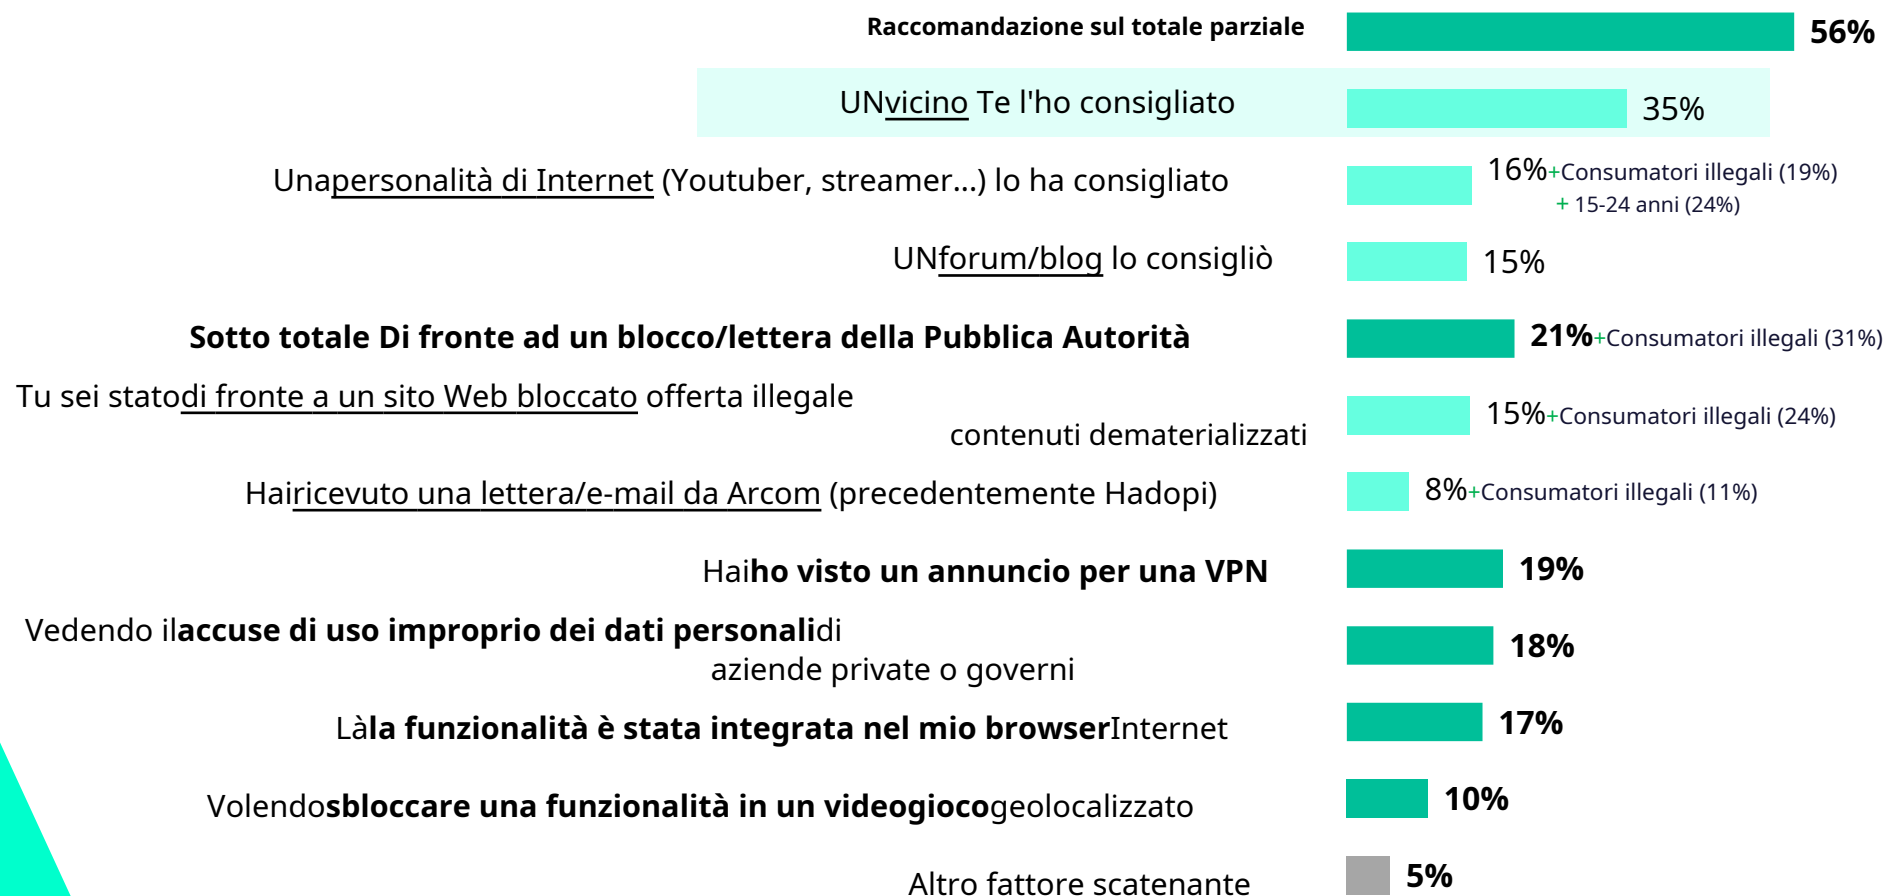 Raccomandazione sul totale parziale 56%
UNvicino Te l'ho consigliato 35%
Unapersonalità di Internet (Youtuber, streamer...) lo ha consigliato 16%+Consumatori illegali (19%)
+ 15-24 anni (24%)
UNforum/blog lo consigliò 15%
Sotto totale Di fronte ad un blocco/lettera della Pubblica Autorità 21%+Consumatori illegali (31%)
Tu sei statodi fronte a un sito Web bloccato offerta illegale
contenuti dematerializzati 15%+Consumatori illegali (24%)
Hairicevuto una lettera/e-mail da Arcom (precedentemente Hadopi) 8%+Consumatori illegali (11%)
Haiho visto un annuncio per una VPN 19%
Vedendo ilaccuse di uso improprio dei dati personalidi
aziende private o governi 18%
Làla funzionalità è stata integrata nel mio browserInternet 17%
Volendosbloccare una funzionalità in un videogiocogeolocalizzato 10%
Altro fattore scatenante 5%